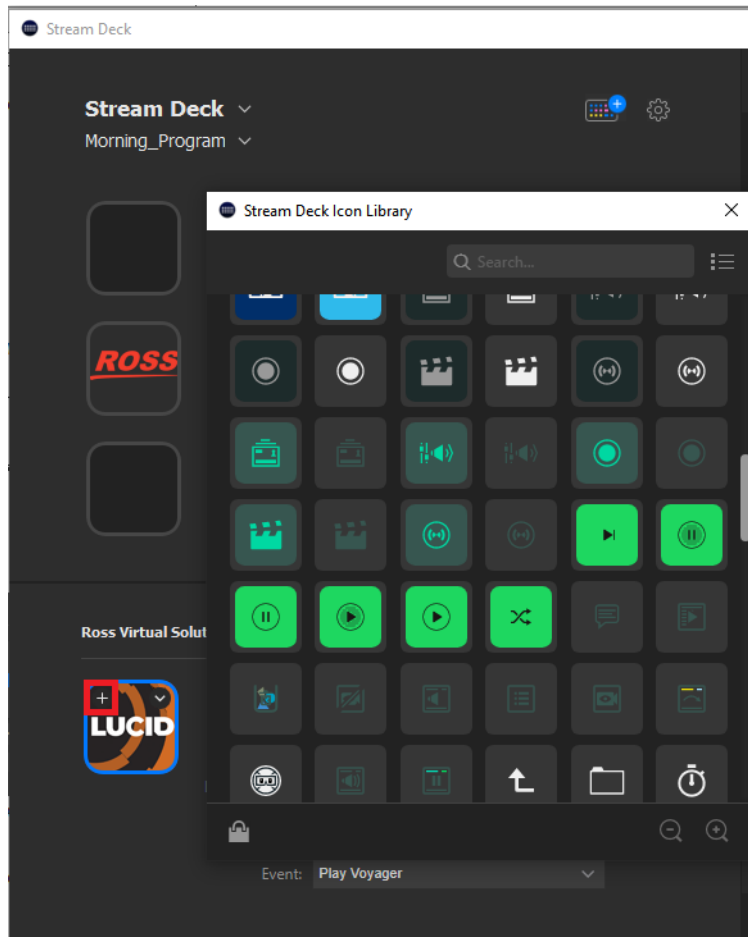 Stream Deck
Stream Deck
Morning_Program
Stream Deck Icon Library
Search...
ROSS
Ross Virtual Solut
LUCID
Event: Play Voyager